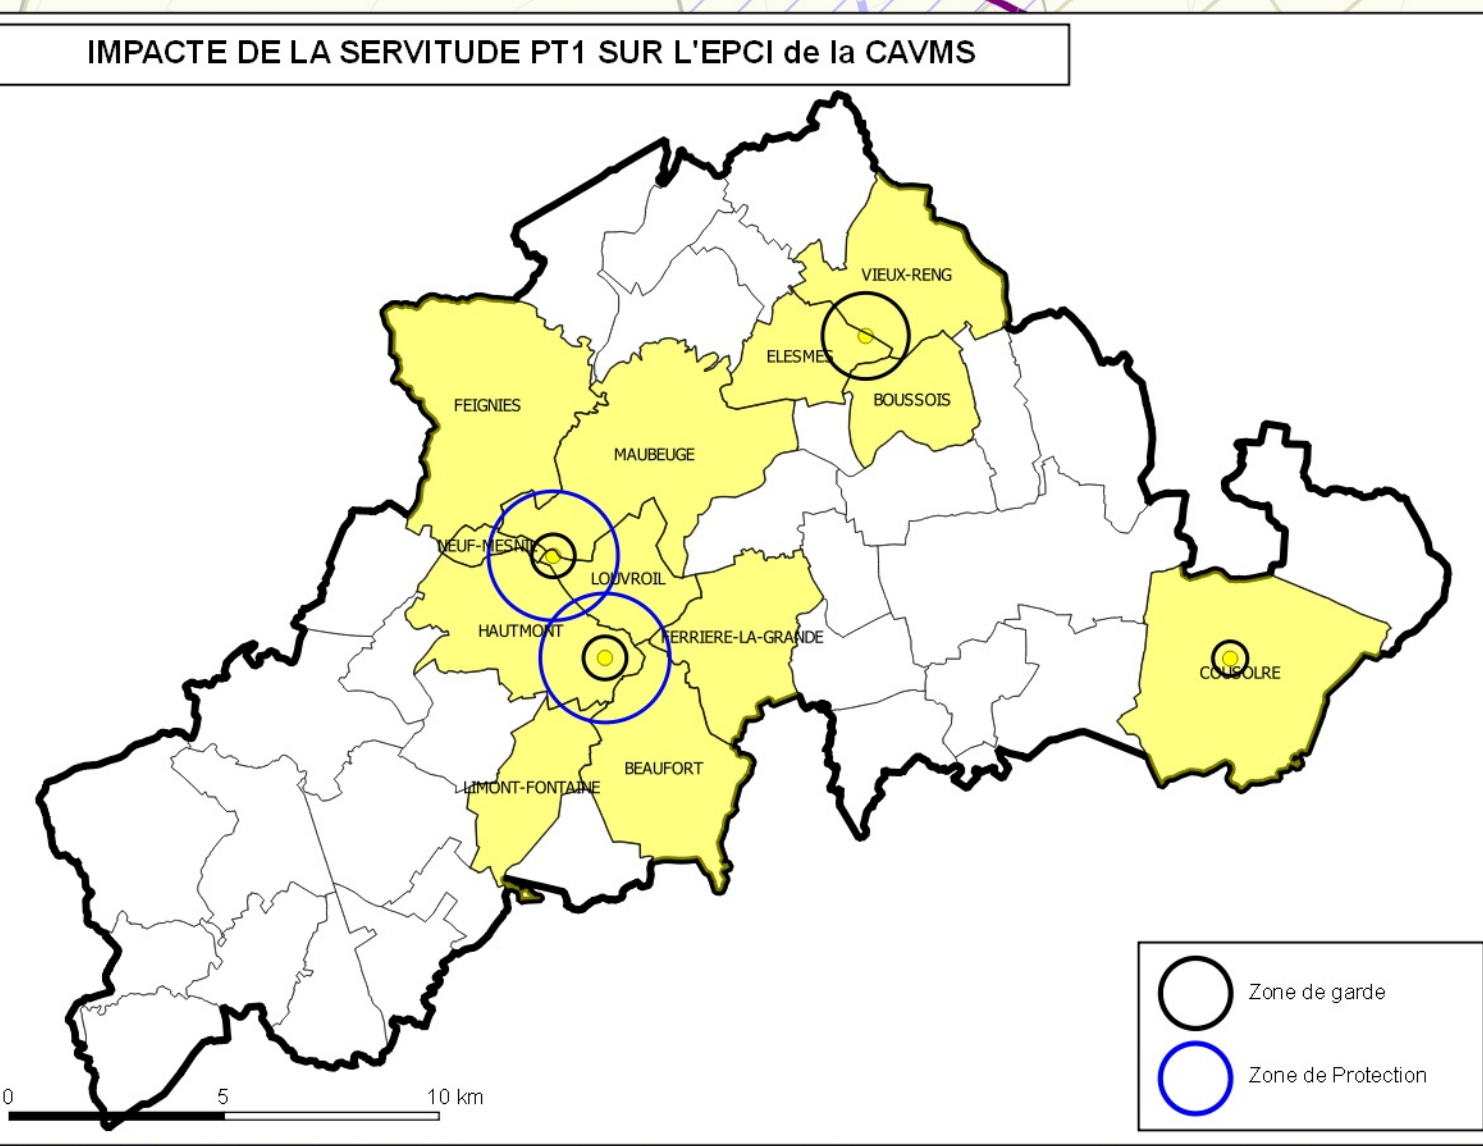 IMPACTE DE LA SERVITUDE PT1 SUR L'EPCI de la CAVMS
VIEUX-RENG
ELESMES
BOUSSOIS
FEIGNIES
MAUBEUGE
NEUF-MESNIL
LOUVROIL
HAUTMONT
FERRIERE-LA-GRANDE
COUSOLRE
BEAUFORT
LIMONT-FONTAINE
Zone de garde
Zone de Protection
0 5 10 km